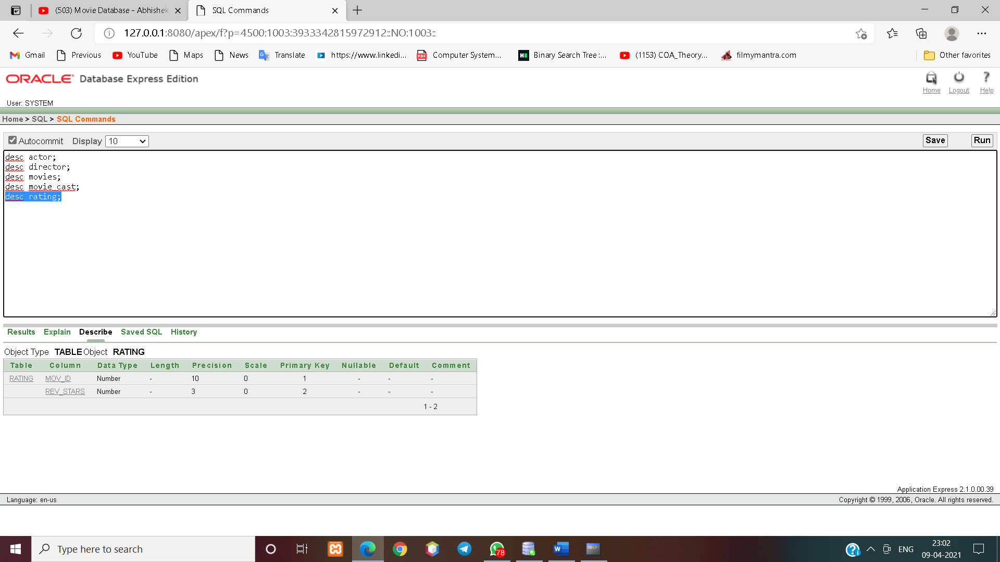 (503) Movie Database - Abhishek
SQL Commands
127.0.0.1:8080/apex/f?p=4500:1003:3933342815972912::NO:1003::
Gmail Previous YouTube Maps News Translate https://www.linkedi... Computer System... Binary Search Tree :... (1153) COA_Theory... filmymantra.com Other favorites
ORACLE Database Express Edition
Home Logout Help
User: SYSTEM
Home > SQL > SQL Commands
Autocommit Display 10 Save Run
desc actor;
desc director;
desc movies;
desc movie_cast;
desc rating;
Results Explain Describe Saved SQL History
Object Type TABLE Object RATING
Table Column Data Type Length Precision Scale Primary Key Nullable Default Comment
RATING MOV_ID Number - 10 0 1 - - -
REV_STARS Number - 3 0 2 - - -
1 - 2
Application Express 2.1.0.00.39
Language: en-us Copyright © 1999, 2006, Oracle. All rights reserved.
Type here to search
78
SQL>
ENG
23:02
09-04-2021